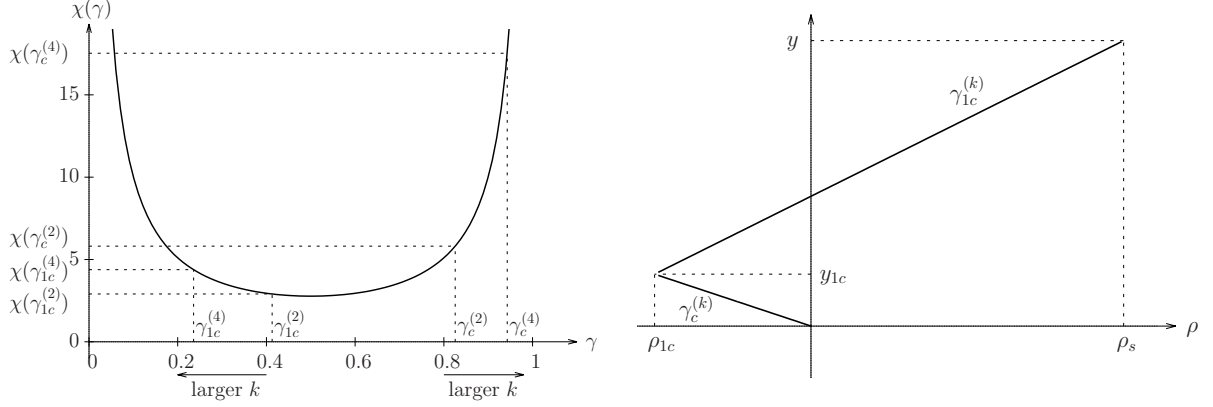 χ(γ)
χ(γ_c^{(4)})
15
10
χ(γ_c^{(2)})
5
χ(γ_{1c}^{(4)})
χ(γ_{1c}^{(2)})
γ_{1c}^{(4)} γ_{1c}^{(2)} γ_c^{(2)} γ_c^{(4)}
0
γ
0 0.2 0.4 0.6 0.8 1
larger k larger k
y
γ_{1c}^{(k)}
y_{1c}
γ_c^{(k)}
ρ_{1c} ρ_s ρ